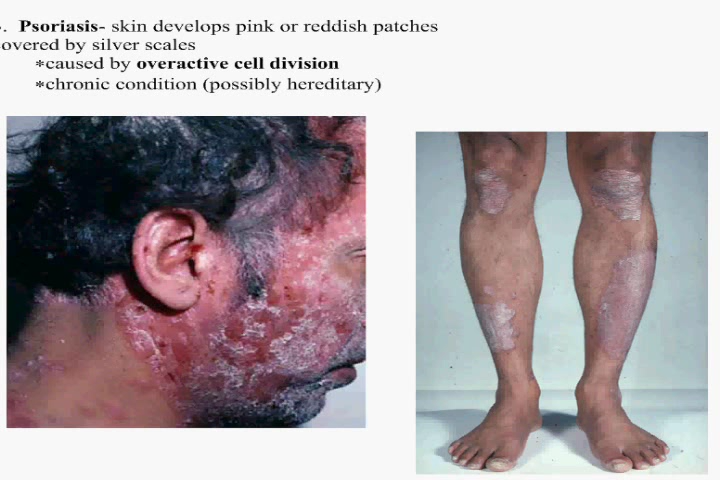 . Psoriasis- skin develops pink or reddish patches
overed by silver scales
*caused by overactive cell division
*chronic condition (possibly hereditary)